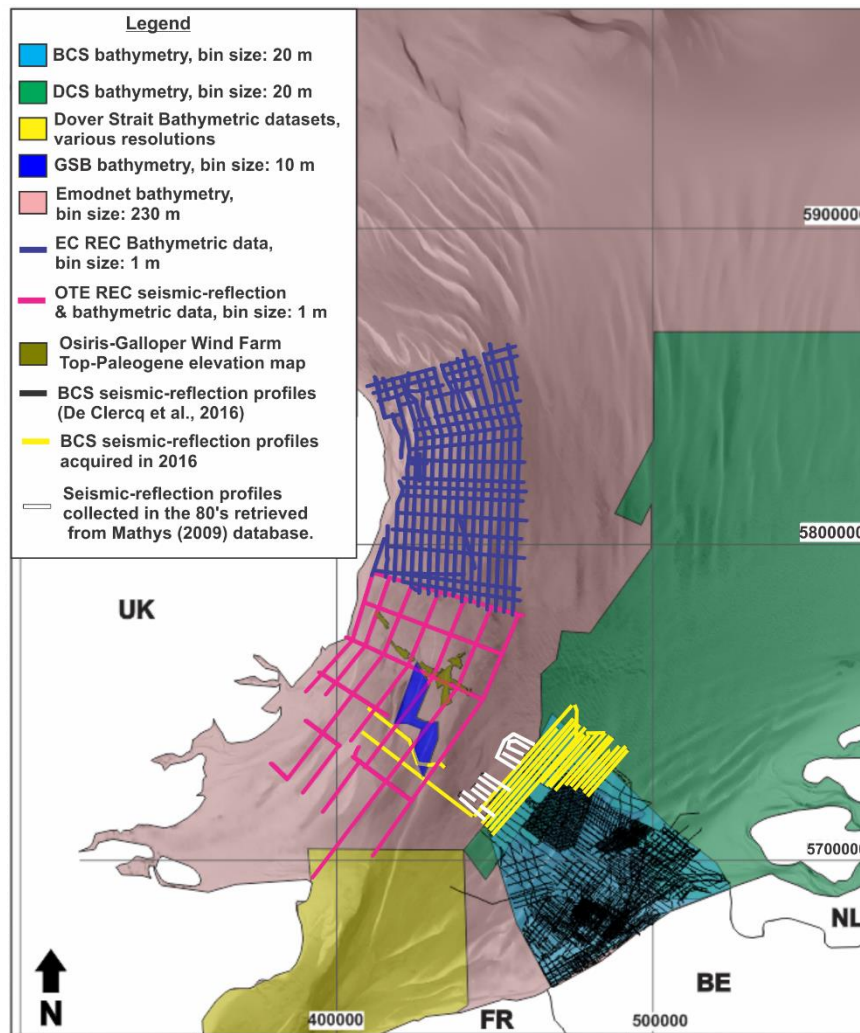 Legend
BCS bathymetry, bin size: 20 m
DCS bathymetry, bin size: 20 m
Dover Strait Bathymetric datasets,
various resolutions
GSB bathymetry, bin size: 10 m
Emodnet bathymetry,
bin size: 230 m
EC REC Bathymetric data,
bin size: 1 m
OTE REC seismic-reflection
& bathymetric data, bin size: 1 m
Osiris-Galloper Wind Farm
Top-Paleogene elevation map
BCS seismic-reflection profiles
(De Clercq et al., 2016)
BCS seismic-reflection profiles
acquired in 2016
Seismic-reflection profiles
collected in the 80's retrieved
from Mathys (2009) database.
5900000
5800000
UK
5700000
NL
BE
N
400000
FR
500000